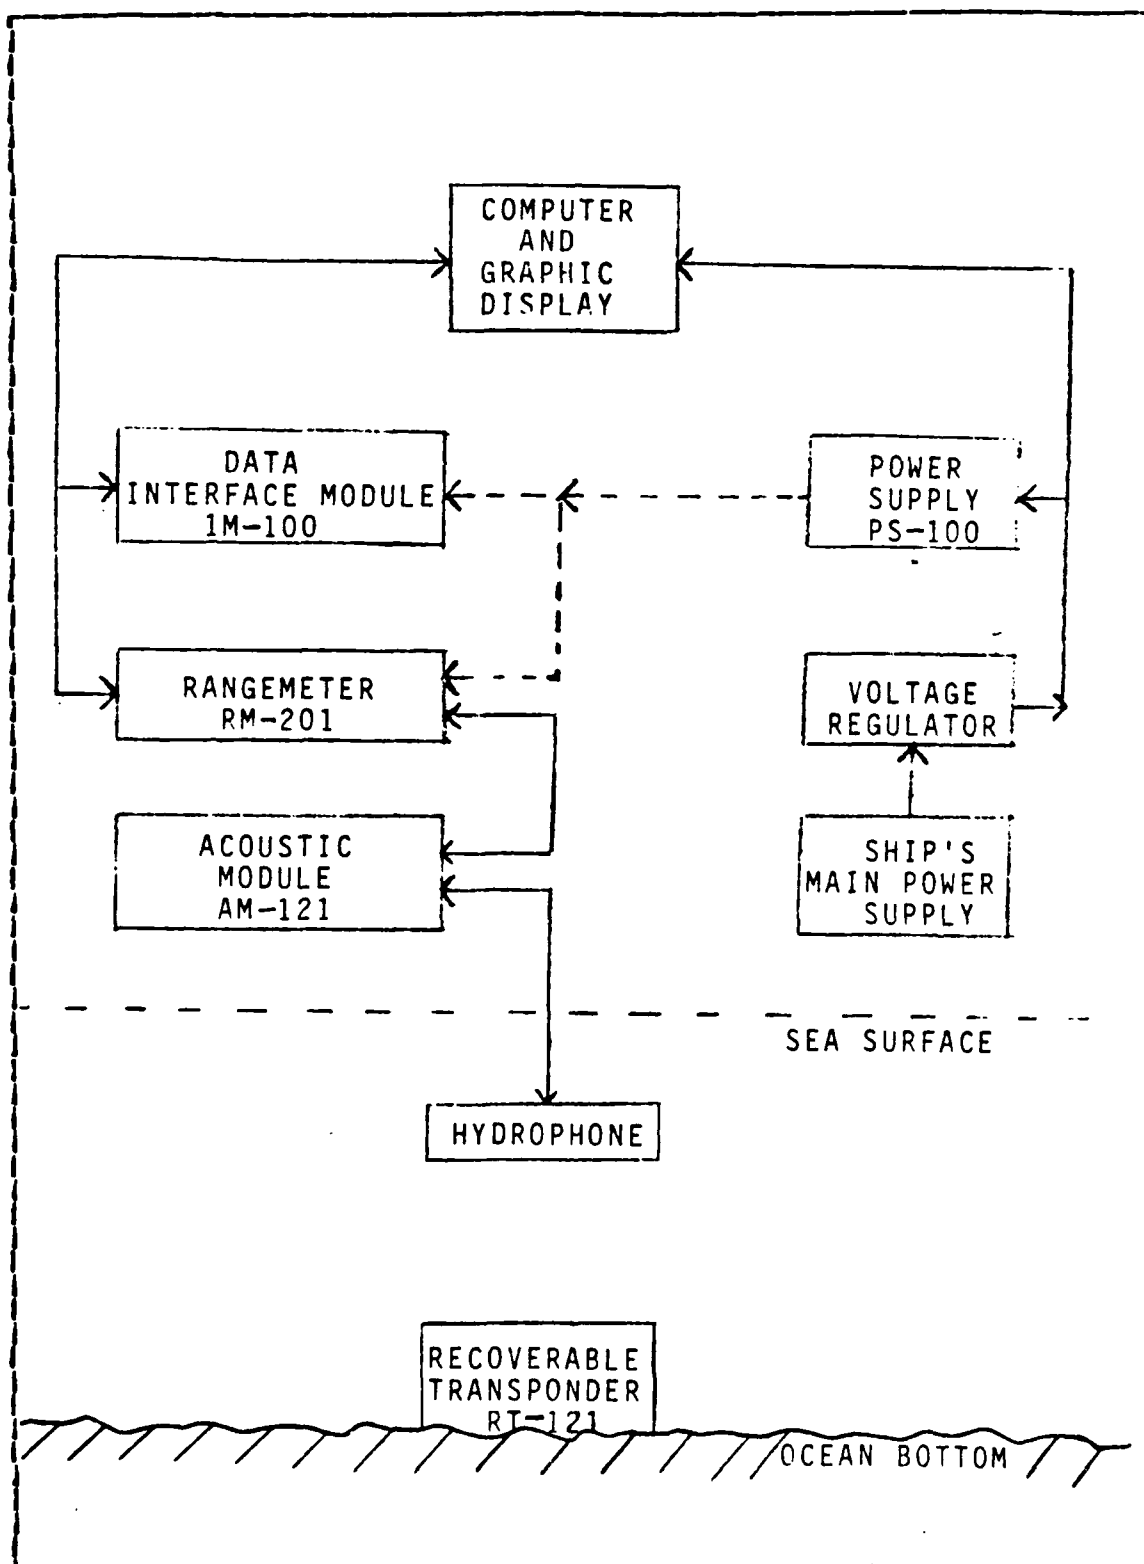 COMPUTER
AND
GRAPHIC
DISPLAY
DATA
INTERFACE MODULE
1M-100
POWER
SUPPLY
PS-100
RANGEMETER
RM-201
VOLTAGE
REGULATOR
ACOUSTIC
MODULE
AM-121
SHIP'S
MAIN POWER
SUPPLY
SEA SURFACE
HYDROPHONE
RECOVERABLE
TRANSPONDER
RT-121
OCEAN BOTTOM